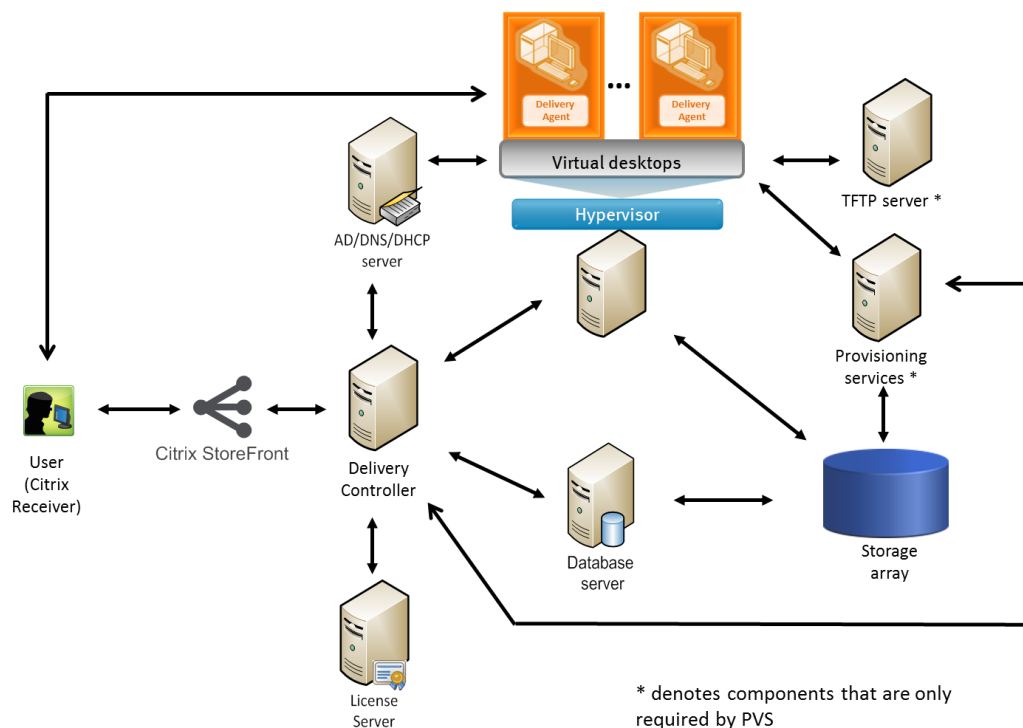 Delivery
Agent
...
Delivery
Agent
Virtual desktops
Hypervisor
AD/DNS/DHCP
server
TFTP server *
Provisioning
services *
Citrix StoreFront
User
(Citrix
Receiver)
Delivery
Controller
Database
server
Storage
array
License
Server
* denotes components that are only
required by PVS